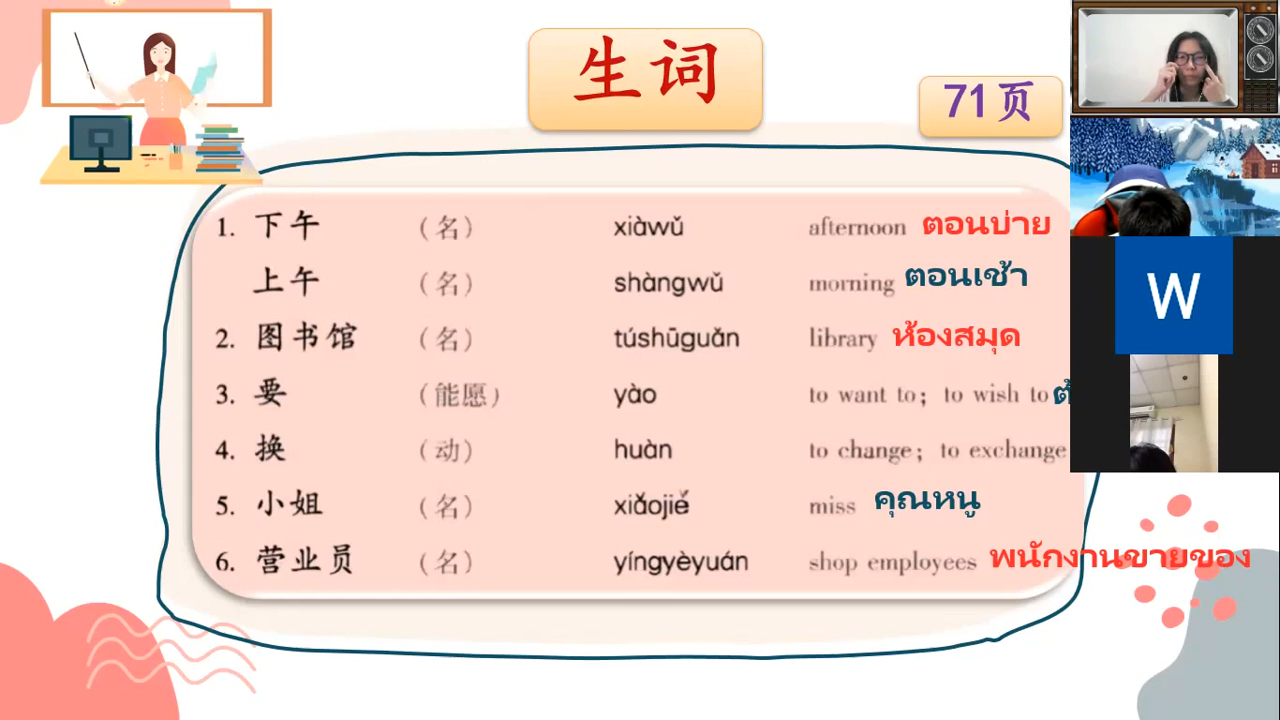 生词
71页
1. 下午 （名） xiàwǔ afternoon ตอนบ่าย
上午 （名） shàngwǔ morning ตอนเช้า
2. 图书馆 （名） túshūguǎn library ห้องสมุด
3. 要 （能愿） yào to want to; to wish to
4. 换 （动） huàn to change; to exchange
5. 小姐 （名） xiǎojiě miss คุณหนู
6. 营业员 （名） yíngyèyuán shop employees พนักงานขายของ
W